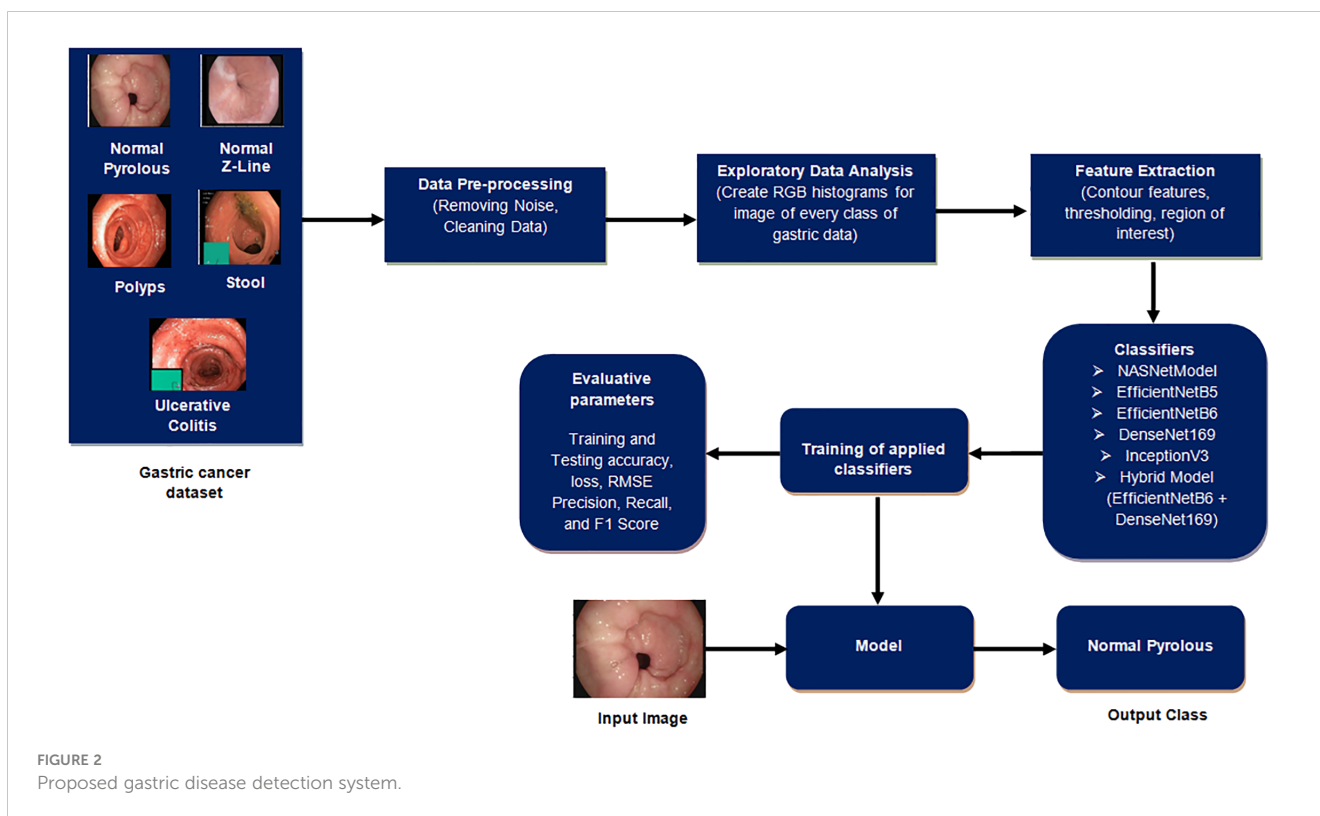 Normal
Pyrolous
Normal
Z-Line
Polyps
Stool
Ulcerative
Colitis
Gastric cancer
dataset
Data Pre-processing
(Removing Noise,
Cleaning Data)
Exploratory Data Analysis
(Create RGB histograms for
image of every class of
gastric data)
Feature Extraction
(Contour features,
thresholding, region of
interest)
Classifiers
➢ NASNetModel
➢ EfficientNetB5
➢ EfficientNetB6
➢ DenseNet169
➢ InceptionV3
➢ Hybrid Model
(EfficientNetB6 +
DenseNet169)
Training of applied
classifiers
Evaluative
parameters
Training and
Testing accuracy,
loss, RMSE
Precision, Recall,
and F1 Score
Input Image
Model
Normal Pyrolous
Output Class
FIGURE 2
Proposed gastric disease detection system.